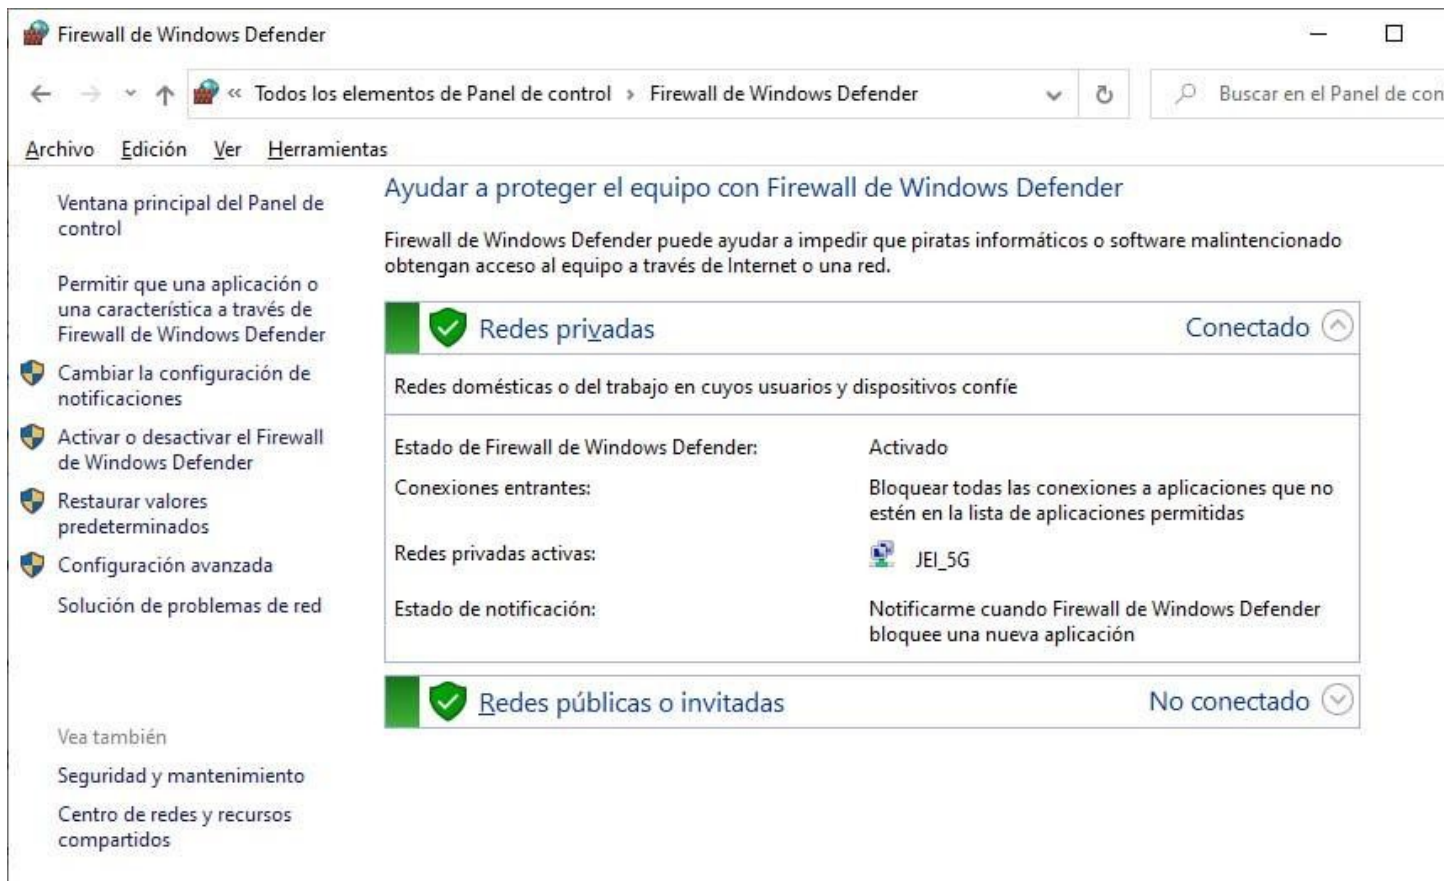 Firewall de Windows Defender
« Todos los elementos de Panel de control › Firewall de Windows Defender
Buscar en el Panel de con
Archivo Edición Ver Herramientas
Ventana principal del Panel de
control
Permitir que una aplicación o
una característica a través de
Firewall de Windows Defender
Cambiar la configuración de
notificaciones
Activar o desactivar el Firewall
de Windows Defender
Restaurar valores
predeterminados
Configuración avanzada
Solución de problemas de red
Vea también
Seguridad y mantenimiento
Centro de redes y recursos
compartidos
Ayudar a proteger el equipo con Firewall de Windows Defender
Firewall de Windows Defender puede ayudar a impedir que piratas informáticos o software malintencionado
obtengan acceso al equipo a través de Internet o una red.
Redes privadas Conectado
Redes domésticas o del trabajo en cuyos usuarios y dispositivos confíe
Estado de Firewall de Windows Defender: Activado
Conexiones entrantes: Bloquear todas las conexiones a aplicaciones que no
estén en la lista de aplicaciones permitidas
Redes privadas activas: JEI_5G
Estado de notificación: Notificarme cuando Firewall de Windows Defender
bloquee una nueva aplicación
Redes públicas o invitadas No conectado